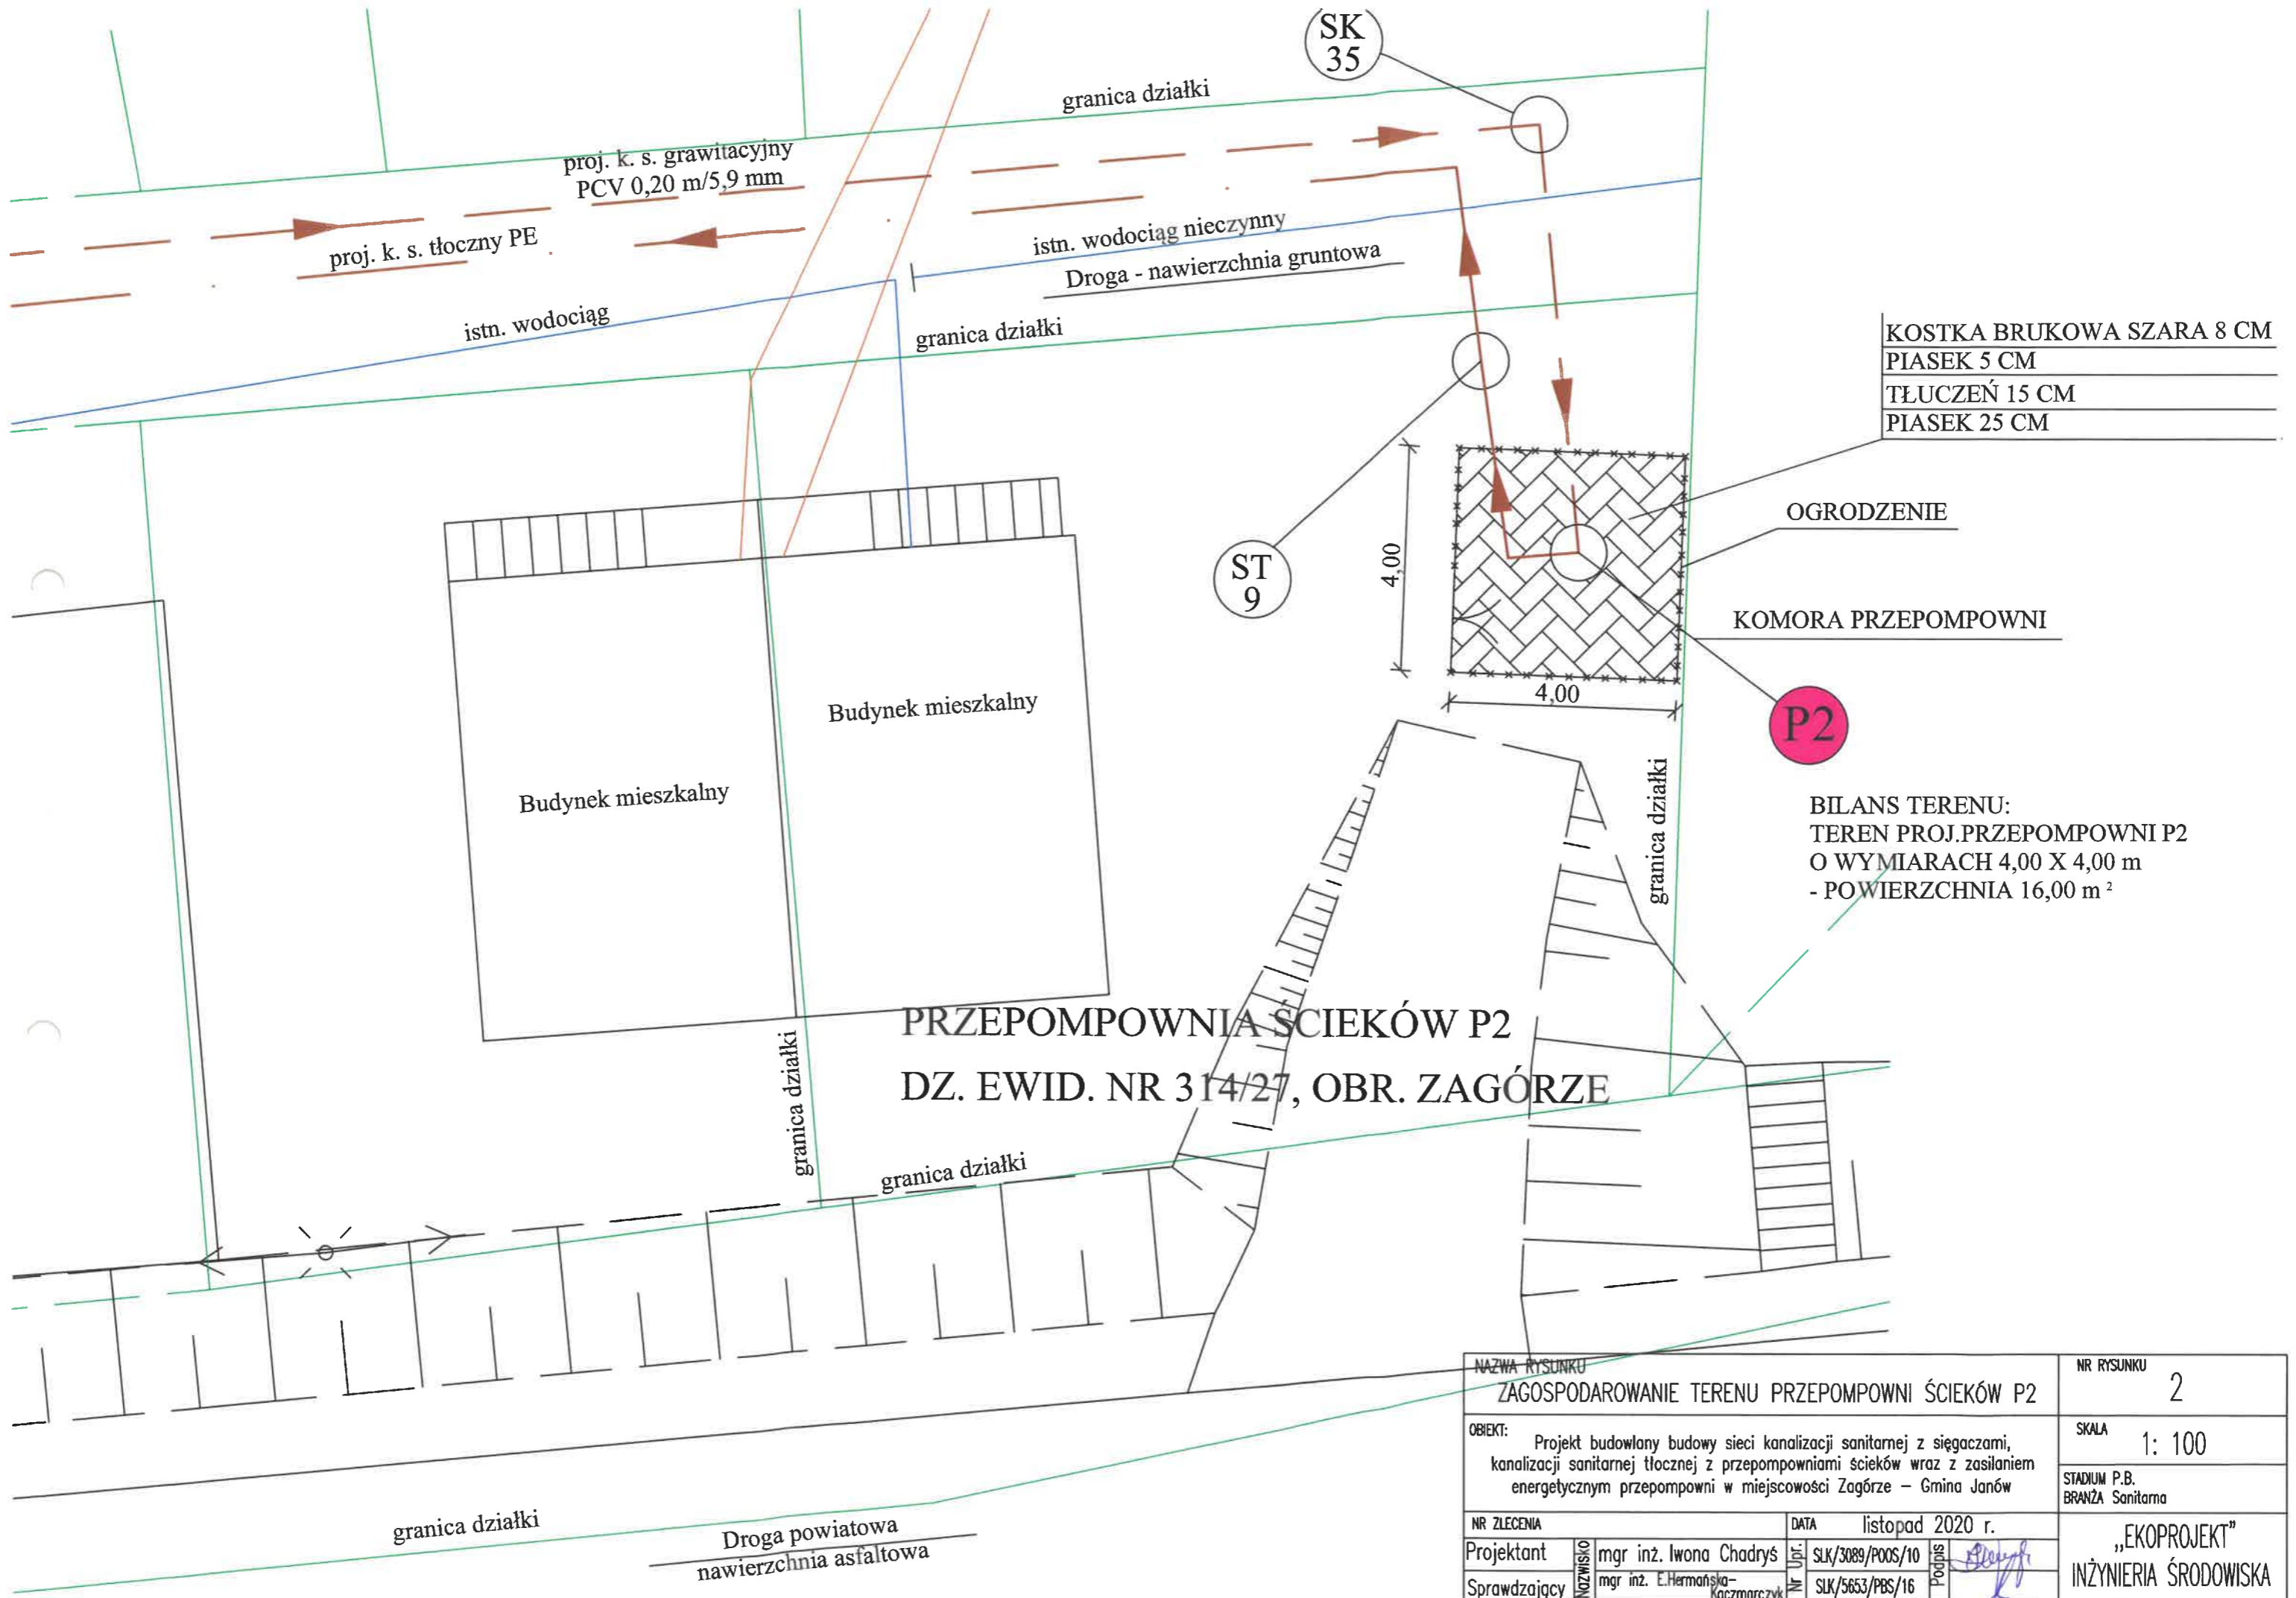 SK
35
granica działki
proj. k. s. grawitacyjny
PCV 0,20 m/5,9 mm
proj. k. s. tłoczny PE
istn. wodociąg nieczynny
Droga - nawierzchnia gruntowa
istn. wodociąg
granica działki
KOSTKA BRUKOWA SZARA 8 CM
PIASEK 5 CM
TŁUCZEŃ 15 CM
PIASEK 25 CM
OGRODZENIE
ST
9
4,00
KOMORA PRZEPOMPOWNI
4,00
P2
Budynek mieszkalny
Budynek mieszkalny
granica działki
BILANS TERENU:
TEREN PROJ.PRZEPOMPOWNI P2
O WYMIARACH 4,00 X 4,00 m
- POWIERZCHNIA 16,00 m ²
PRZEPOMPOWNIA ŚCIEKÓW P2
DZ. EWID. NR 314/27, OBR. ZAGÓRZE
granica działki
granica działki
granica działki
Droga powiatowa
nawierzchnia asfaltowa
NAZWA RYSUNKU
ZAGOSPODAROWANIE TERENU PRZEPOMPOWNI ŚCIEKÓW P2
NR RYSUNKU
2
OBIEKT:
Projekt budowlany budowy sieci kanalizacji sanitarnej z sięgaczami,
kanalizacji sanitarnej tłocznej z przepompowniami ścieków wraz z zasilaniem
energetycznym przepompowni w miejscowości Zagórze – Gmina Janów
SKALA
1: 100
STADIUM P.B.
BRANŻA Sanitarna
NR ZLECENIA
DATA listopad 2020 r.
Projektant
Nazwisko
mgr inż. Iwona Chadryś
Nr Upr.
SLK/3089/POOS/10
Podpis
Sprawdzający
mgr inż. E.Hermańska-
Kaczmarczyk
SLK/5653/PBS/16
„EKOPROJEKT”
INŻYNIERIA ŚRODOWISKA